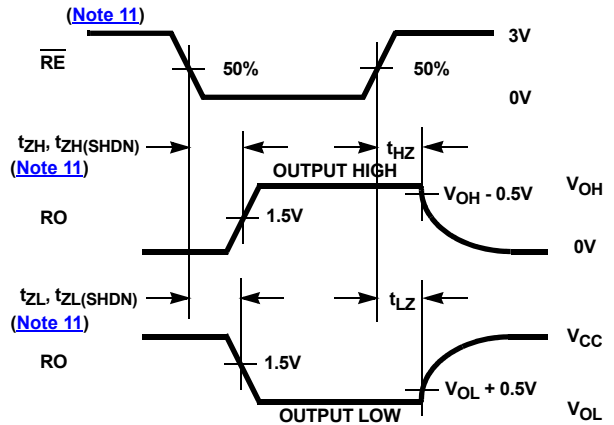 (Note 11)
RE
50%
50%
3V
0V
tZH, tZH(SHDN)
(Note 11)
tHZ
OUTPUT HIGH
VOH - 0.5V
VOH
RO
1.5V
0V
tZL, tZL(SHDN)
(Note 11)
tLZ
RO
1.5V
VCC
VOL + 0.5V
OUTPUT LOW
VOL